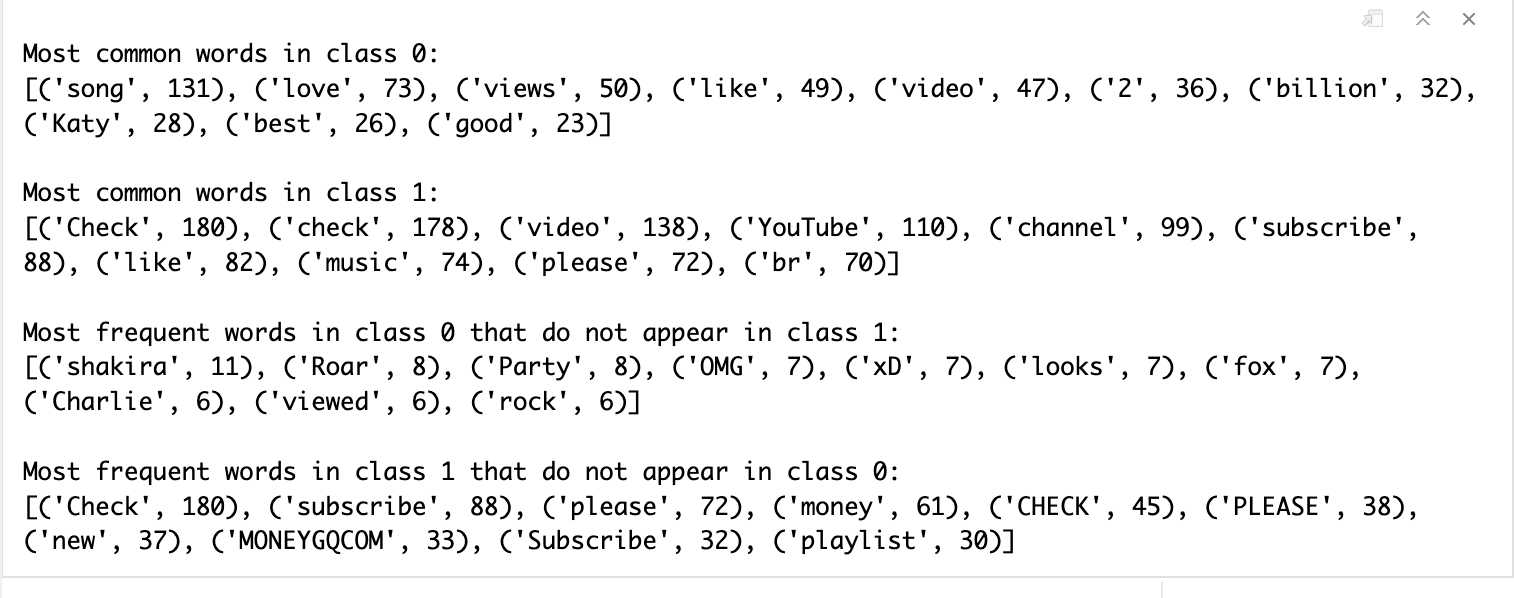 Most common words in class 0:
[('song', 131), ('love', 73), ('views', 50), ('like', 49), ('video', 47), ('2', 36), ('billion', 32),
('Katy', 28), ('best', 26), ('good', 23)]
Most common words in class 1:
[('Check', 180), ('check', 178), ('video', 138), ('YouTube', 110), ('channel', 99), ('subscribe',
88), ('like', 82), ('music', 74), ('please', 72), ('br', 70)]
Most frequent words in class 0 that do not appear in class 1:
[('shakira', 11), ('Roar', 8), ('Party', 8), ('OMG', 7), ('xD', 7), ('looks', 7), ('fox', 7),
('Charlie', 6), ('viewed', 6), ('rock', 6)]
Most frequent words in class 1 that do not appear in class 0:
[('Check', 180), ('subscribe', 88), ('please', 72), ('money', 61), ('CHECK', 45), ('PLEASE', 38),
('new', 37), ('MONEYGQCOM', 33), ('Subscribe', 32), ('playlist', 30)]